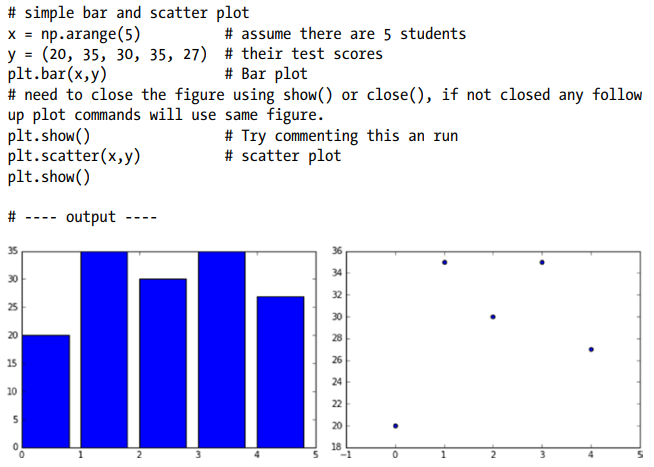 # simple bar and scatter plot
x = np.arange(5)          # assume there are 5 students
y = (20, 35, 30, 35, 27)  # their test scores
plt.bar(x,y)              # Bar plot
# need to close the figure using show() or close(), if not closed any follow
up plot commands will use same figure.
plt.show()                # Try commenting this an run
plt.scatter(x,y)          # scatter plot
plt.show()
# ---- output ----
35
30
25
20
15
10
5
0
0 1 2 3 4 5
36
34
32
30
28
26
24
22
20
18
−1 0 1 2 3 4 5